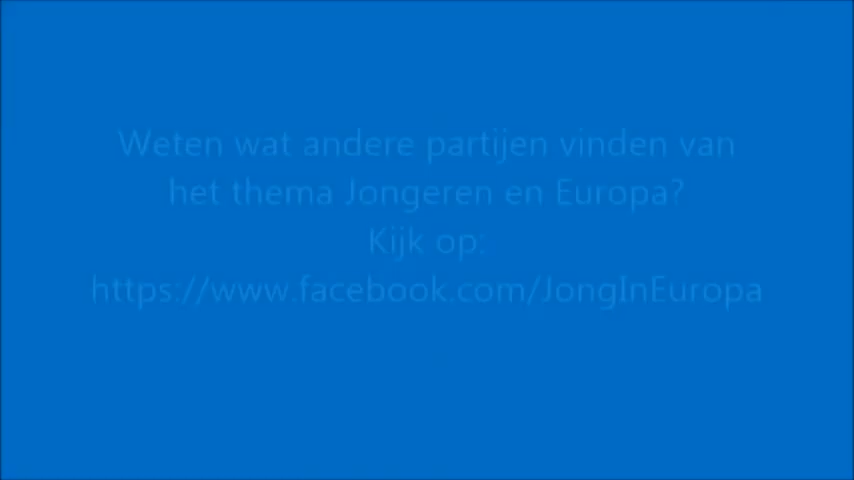 Weten wat andere partijen vinden van
het thema Jongeren en Europa?
Kijk op:
https://www.facebook.com/JongInEuropa